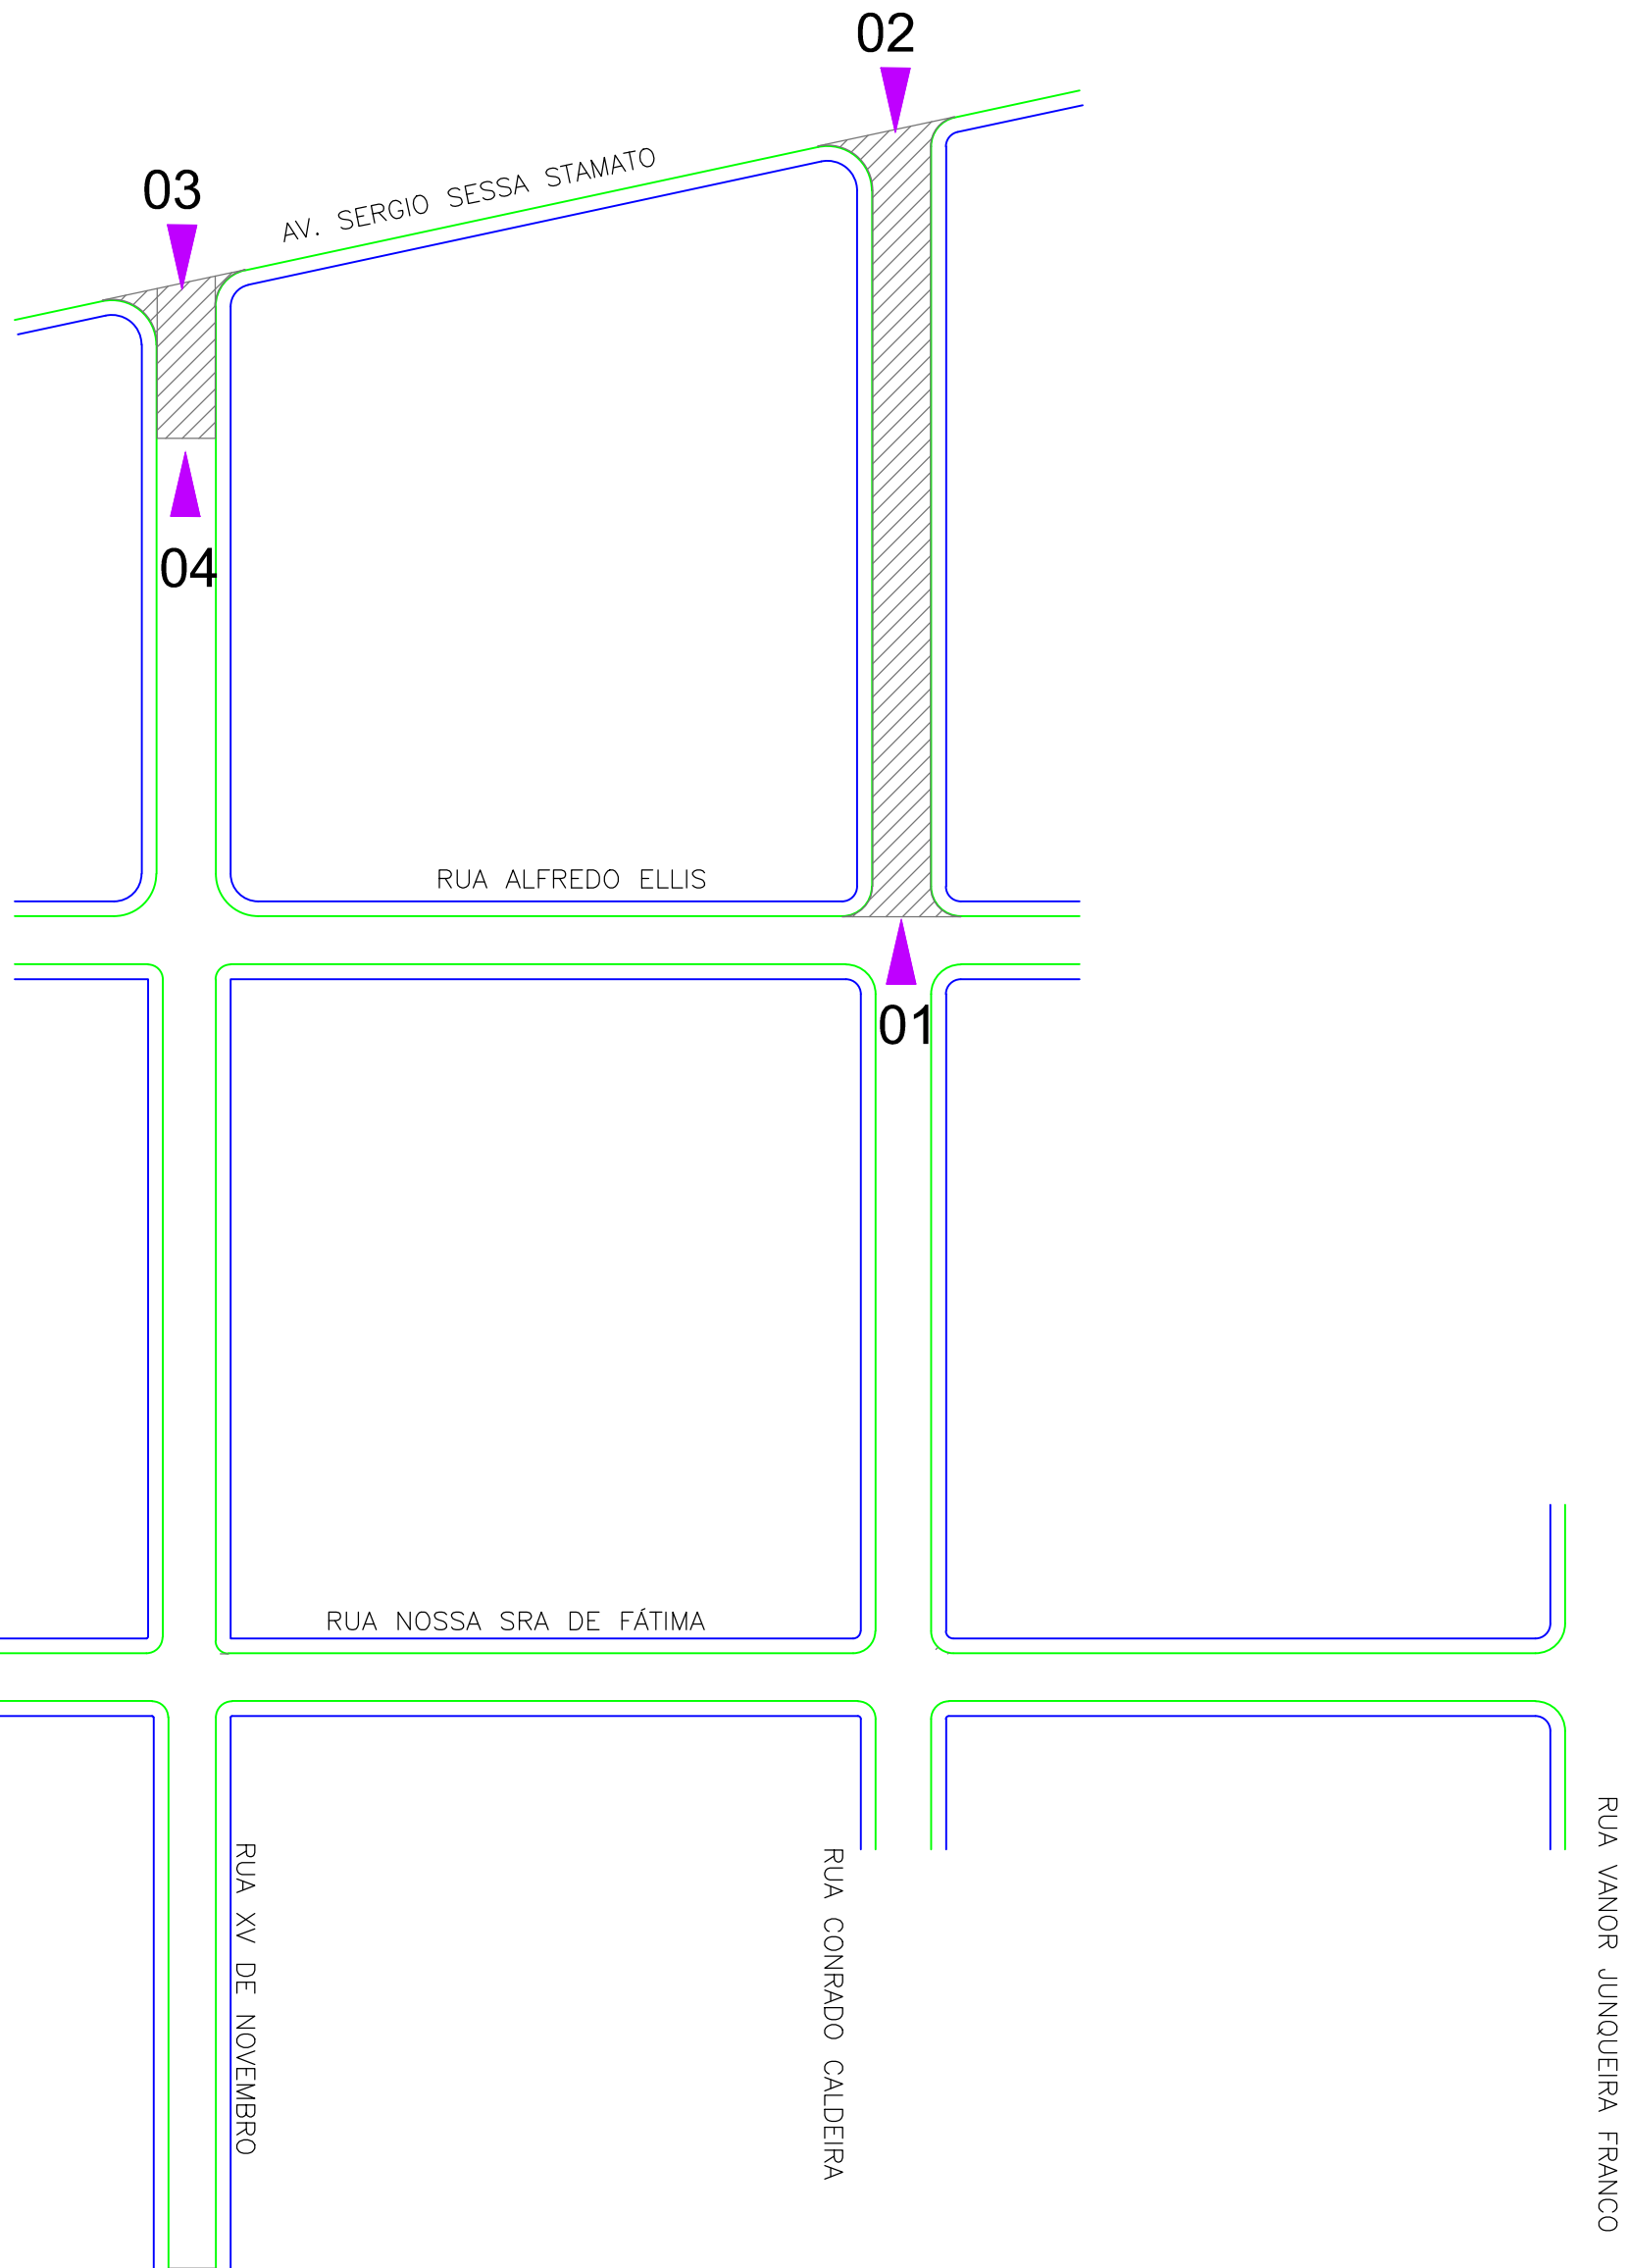 02
03
AV. SERGIO SESSA STAMATO
04
RUA ALFREDO ELLIS
01
RUA NOSSA SRA DE FÁTIMA
RUA XV DE NOVEMBRO
RUA CONRADO CALDEIRA
RUA VANOR JUNQUEIRA FRANCO